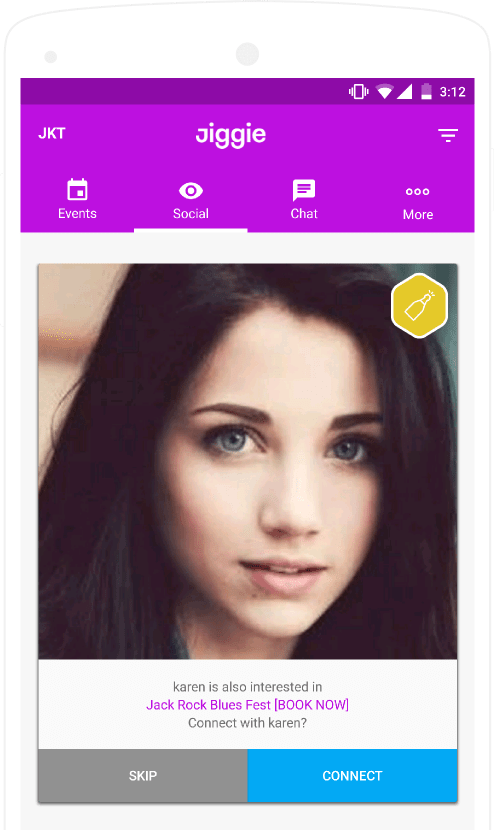 3:12
JKT
Jiggie
Events
Social
Chat
More
karen is also interested in
Jack Rock Blues Fest [BOOK NOW]
Connect with karen?
SKIP
CONNECT